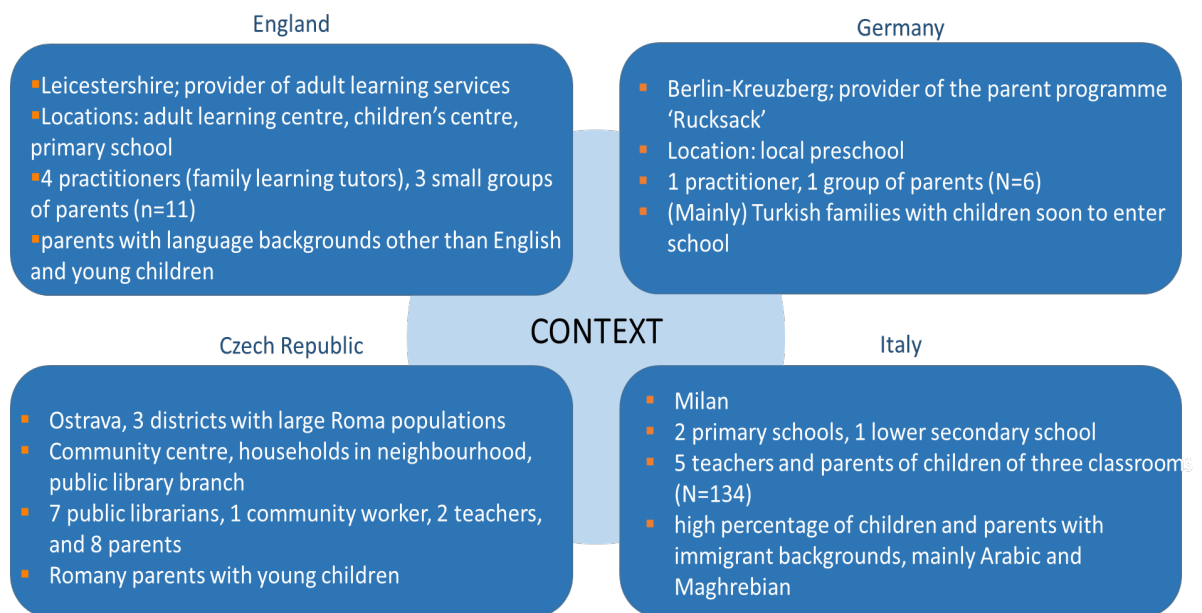 England
▪Leicestershire; provider of adult learning services
▪Locations: adult learning centre, children’s centre,
primary school
▪4 practitioners (family learning tutors), 3 small groups
of parents (n=11)
▪parents with language backgrounds other than English
and young children
Germany
▪ Berlin-Kreuzberg; provider of the parent programme
‘Rucksack’
▪ Location: local preschool
▪ 1 practitioner, 1 group of parents (N=6)
▪ (Mainly) Turkish families with children soon to enter
school
CONTEXT
Czech Republic
▪ Ostrava, 3 districts with large Roma populations
▪ Community centre, households in neighbourhood,
public library branch
▪ 7 public librarians, 1 community worker, 2 teachers,
and 8 parents
▪ Romany parents with young children
Italy
▪ Milan
▪ 2 primary schools, 1 lower secondary school
▪ 5 teachers and parents of children of three classrooms
(N=134)
▪ high percentage of children and parents with
immigrant backgrounds, mainly Arabic and
Maghrebian